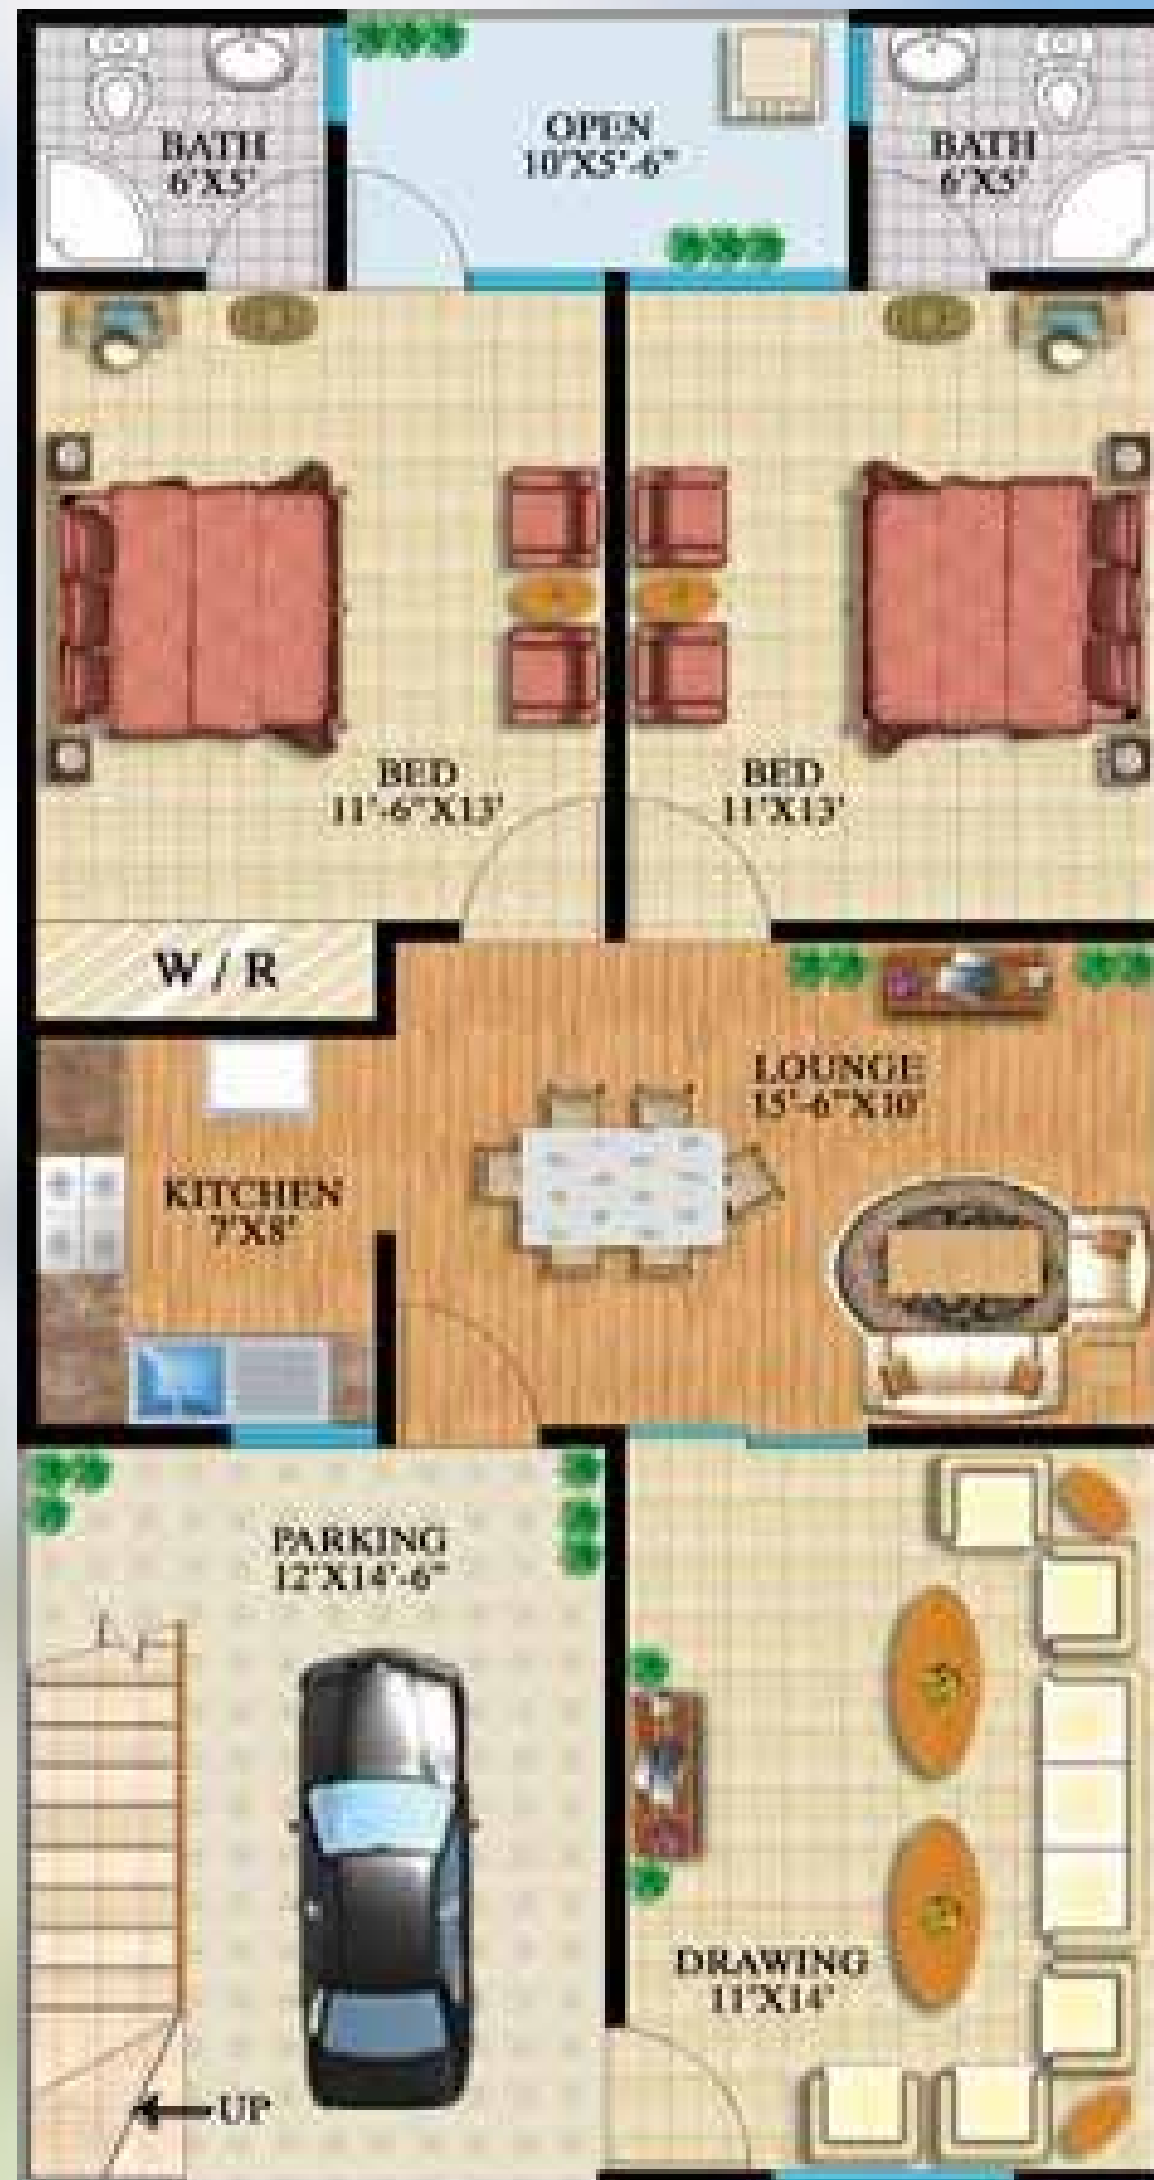 BATH
6'X5'
OPEN
10'X5'-6"
BATH
6'X5'
BED
11'-6"X13'
BED
11'X13'
W / R
LOUNGE
15'-6"X10'
KITCHEN
7'X8'
PARKING
12'X14'-6"
DRAWING
11'X14'
UP